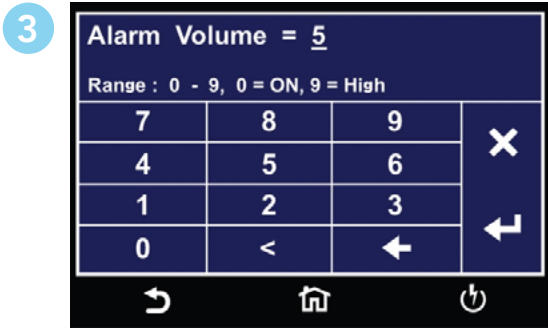 3
Alarm Volume = 5
Range : 0 - 9, 0 = ON, 9 = High
7 8 9
4 5 6
1 2 3
0 <